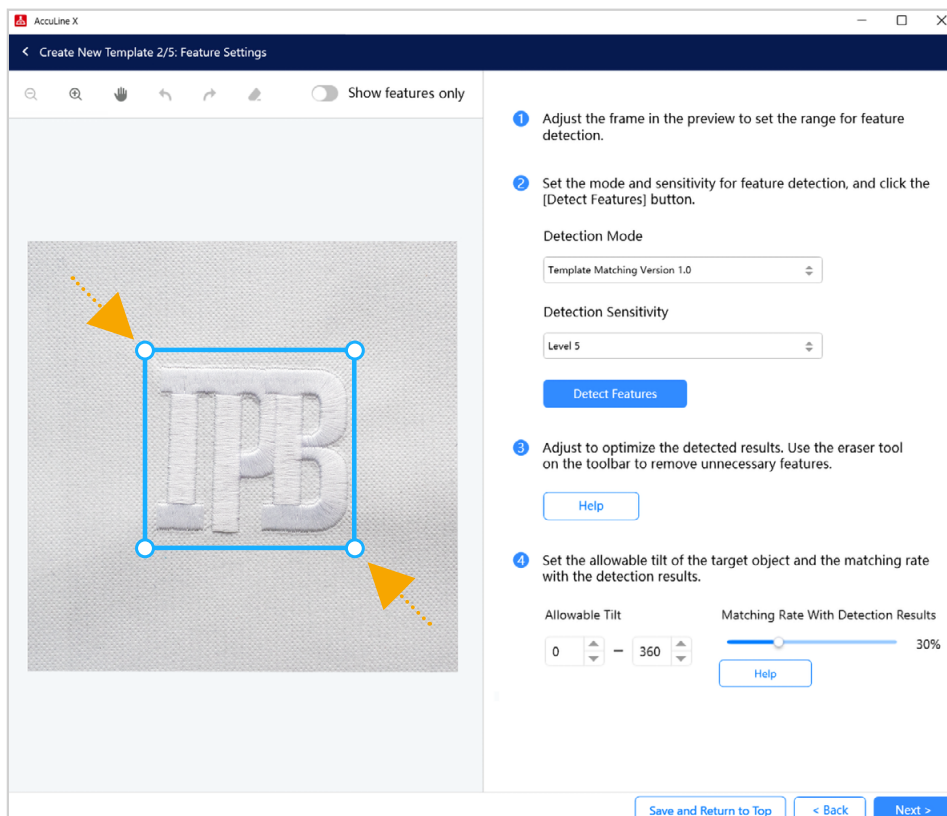 AccuLine X
Create New Template 2/5: Feature Settings
Show features only
IPB
1 Adjust the frame in the preview to set the range for feature
detection.
2 Set the mode and sensitivity for feature detection, and click the
[Detect Features] button.
Detection Mode
Template Matching Version 1.0
Detection Sensitivity
Level 5
Detect Features
3 Adjust to optimize the detected results. Use the eraser tool
on the toolbar to remove unnecessary features.
Help
4 Set the allowable tilt of the target object and the matching rate
with the detection results.
Allowable Tilt
Matching Rate With Detection Results
0 – 360
30%
Help
Save and Return to Top
< Back
Next >